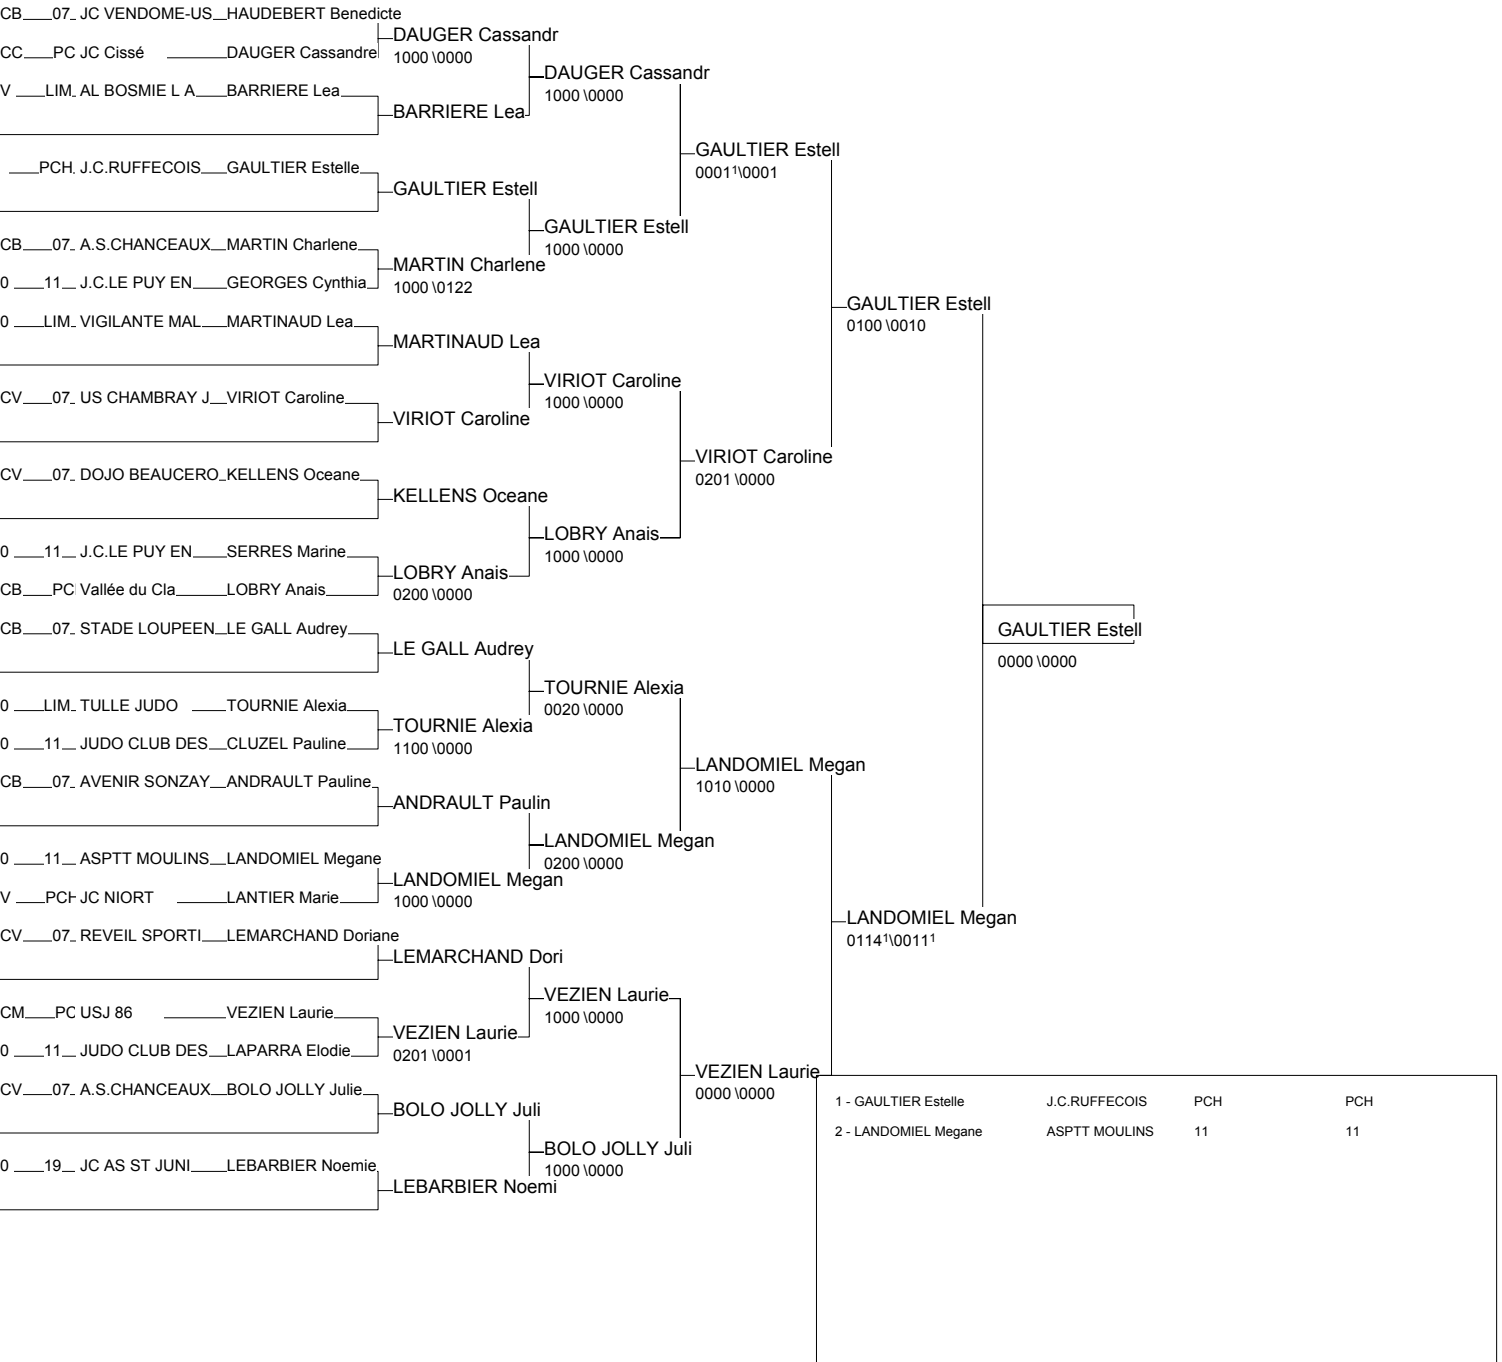 CB 07 JC VENDOME-US HAUDEBERT Benedicte
DAUGER Cassandr
CC PC JC Cissé DAUGER Cassandre
1000 \0000
DAUGER Cassandr
1000 \0000
V LIM AL BOSMIE L A BARRIERE Lea
BARRIERE Lea
GAULTIER Estell
0001¹\0001
PCH J.C.RUFFECOIS GAULTIER Estelle
GAULTIER Estell
GAULTIER Estell
1000 \0000
CB 07 A.S.CHANCEAUX MARTIN Charlene
MARTIN Charlene
1000 \0122
0 11 J.C.LE PUY EN GEORGES Cynthia
GAULTIER Estell
0100 \0010
0 LIM VIGILANTE MAL MARTINAUD Lea
MARTINAUD Lea
VIRIOT Caroline
1000 \0000
CV 07 US CHAMBRAY J VIRIOT Caroline
VIRIOT Caroline
VIRIOT Caroline
0201 \0000
CV 07 DOJO BEAUCERO KELLENS Oceane
KELLENS Oceane
LOBRY Anais
1000 \0000
0 11 J.C.LE PUY EN SERRES Marine
LOBRY Anais
0200 \0000
CB PC Vallée du Cla LOBRY Anais
CB 07 STADE LOUPEEN LE GALL Audrey
GAULTIER Estell
0000 \0000
LE GALL Audrey
TOURNIE Alexia
0020 \0000
0 LIM TULLE JUDO TOURNIE Alexia
TOURNIE Alexia
1100 \0000
0 11 JUDO CLUB DES CLUZEL Pauline
LANDOMIEL Megan
1010 \0000
CB 07 AVENIR SONZAY ANDRAULT Pauline
ANDRAULT Paulin
LANDOMIEL Megan
0200 \0000
0 11 ASPTT MOULINS LANDOMIEL Megane
LANDOMIEL Megan
1000 \0000
V PCH JC NIORT LANTIER Marie
LANDOMIEL Megan
0114¹\0011¹
CV 07 REVEIL SPORTI LEMARCHAND Doriane
LEMARCHAND Dori
VEZIEN Laurie
1000 \0000
CM PC USJ 86 VEZIEN Laurie
VEZIEN Laurie
0201 \0001
0 11 JUDO CLUB DES LAPARRA Elodie
VEZIEN Laurie
0000 \0000
CV 07 A.S.CHANCEAUX BOLO JOLLY Julie
BOLO JOLLY Juli
BOLO JOLLY Juli
1000 \0000
0 19 JC AS ST JUNI LEBARBIER Noemie
LEBARBIER Noemi
1 - GAULTIER Estelle J.C.RUFFECOIS PCH PCH
2 - LANDOMIEL Megane ASPTT MOULINS 11 11